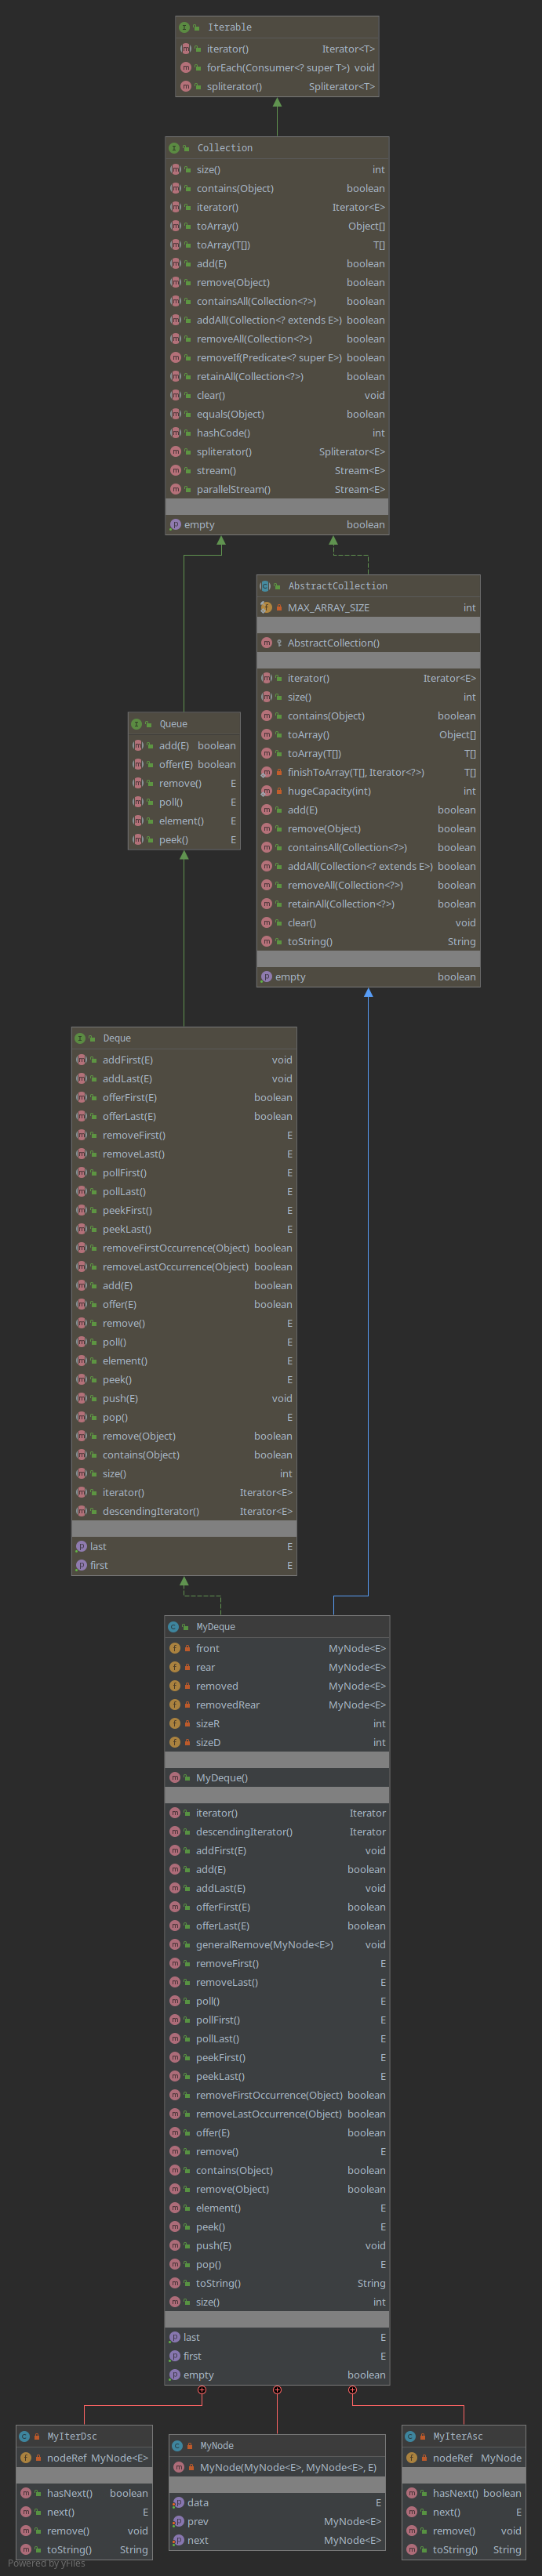 Iterable
iterator() Iterator<T>
forEach(Consumer<? super T>) void
spliterator() Spliterator<T>
Collection
size() int
contains(Object) boolean
iterator() Iterator<E>
toArray() Object[]
toArray(T[]) T[]
add(E) boolean
remove(Object) boolean
containsAll(Collection<?>) boolean
addAll(Collection<? extends E>) boolean
removeAll(Collection<?>) boolean
removeIf(Predicate<? super E>) boolean
retainAll(Collection<?>) boolean
clear() void
equals(Object) boolean
hashCode() int
spliterator() Spliterator<E>
stream() Stream<E>
parallelStream() Stream<E>
empty boolean
AbstractCollection
MAX_ARRAY_SIZE int
AbstractCollection()
iterator() Iterator<E>
size() int
contains(Object) boolean
toArray() Object[]
toArray(T[]) T[]
finishToArray(T[], Iterator<?>) T[]
hugeCapacity(int) int
add(E) boolean
remove(Object) boolean
containsAll(Collection<?>) boolean
addAll(Collection<? extends E>) boolean
removeAll(Collection<?>) boolean
retainAll(Collection<?>) boolean
clear() void
toString() String
empty boolean
Queue
add(E) boolean
offer(E) boolean
remove() E
poll() E
element() E
peek() E
Deque
addFirst(E) void
addLast(E) void
offerFirst(E) boolean
offerLast(E) boolean
removeFirst() E
removeLast() E
pollFirst() E
pollLast() E
peekFirst() E
peekLast() E
removeFirstOccurrence(Object) boolean
removeLastOccurrence(Object) boolean
add(E) boolean
offer(E) boolean
remove() E
poll() E
element() E
peek() E
push(E) void
pop() E
remove(Object) boolean
contains(Object) boolean
size() int
iterator() Iterator<E>
descendingIterator() Iterator<E>
last E
first E
MyDeque
front MyNode<E>
rear MyNode<E>
removed MyNode<E>
removedRear MyNode<E>
sizeR int
sizeD int
MyDeque()
iterator() Iterator
descendingIterator() Iterator
addFirst(E) void
add(E) boolean
addLast(E) void
offerFirst(E) boolean
offerLast(E) boolean
generalRemove(MyNode<E>) void
removeFirst() E
removeLast() E
poll() E
pollFirst() E
pollLast() E
peekFirst() E
peekLast() E
removeFirstOccurrence(Object) boolean
removeLastOccurrence(Object) boolean
offer(E) boolean
remove() E
contains(Object) boolean
remove(Object) boolean
element() E
peek() E
push(E) void
pop() E
toString() String
size() int
last E
first E
empty boolean
MyIterDsc
nodeRef MyNode<E>
hasNext() boolean
next() E
remove() void
toString() String
MyNode
MyNode(MyNode<E>, MyNode<E>, E)
data E
prev MyNode<E>
next MyNode<E>
MyIterAsc
nodeRef MyNode
hasNext() boolean
next() E
remove() void
toString() String
Powered by yFiles